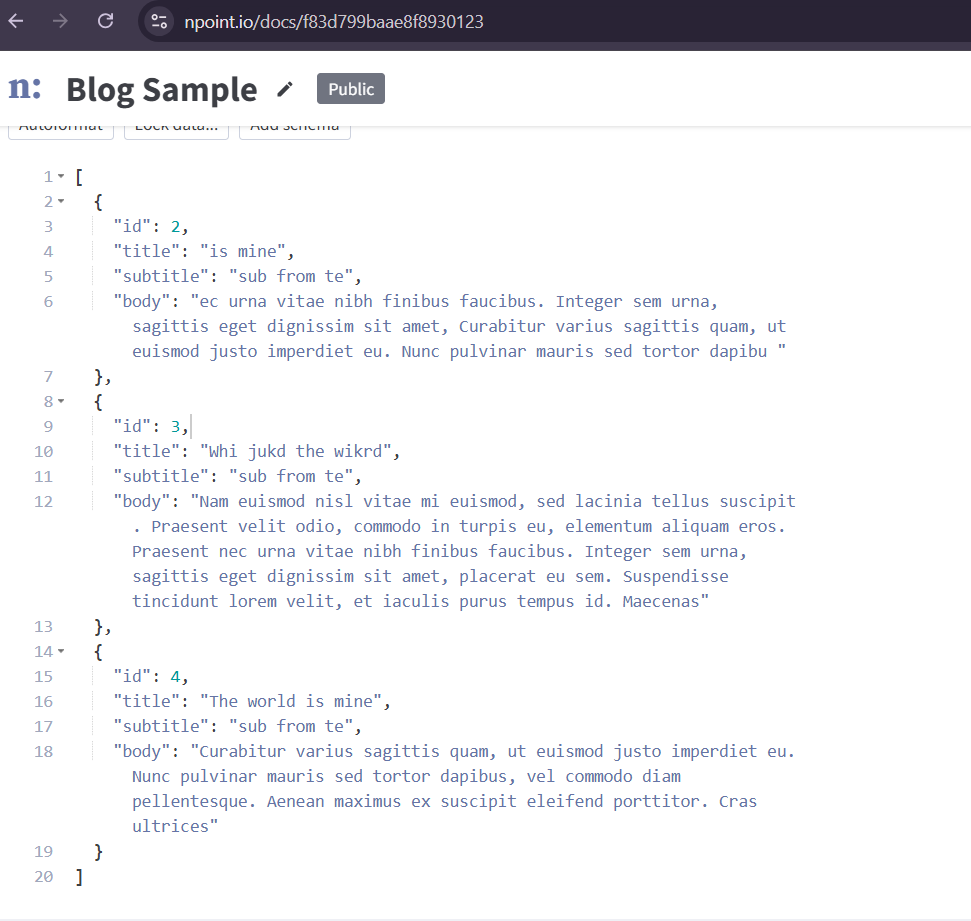 npoint.io/docs/f83d799baae8f8930123
n: Blog Sample Public
Autoformat Lock data... Add schema
1 [
2 {
3 "id": 2,
4 "title": "is mine",
5 "subtitle": "sub from te",
6 "body": "ec urna vitae nibh finibus faucibus. Integer sem urna,
sagittis eget dignissim sit amet, Curabitur varius sagittis quam, ut
euismod justo imperdiet eu. Nunc pulvinar mauris sed tortor dapibu "
7 },
8 {
9 "id": 3,
10 "title": "Whi jukd the wikrd",
11 "subtitle": "sub from te",
12 "body": "Nam euismod nisl vitae mi euismod, sed lacinia tellus suscipit
. Praesent velit odio, commodo in turpis eu, elementum aliquam eros.
Praesent nec urna vitae nibh finibus faucibus. Integer sem urna,
sagittis eget dignissim sit amet, placerat eu sem. Suspendisse
tincidunt lorem velit, et iaculis purus tempus id. Maecenas"
13 },
14 {
15 "id": 4,
16 "title": "The world is mine",
17 "subtitle": "sub from te",
18 "body": "Curabitur varius sagittis quam, ut euismod justo imperdiet eu.
Nunc pulvinar mauris sed tortor dapibus, vel commodo diam
pellentesque. Aenean maximus ex suscipit eleifend porttitor. Cras
ultrices"
19 }
20 ]